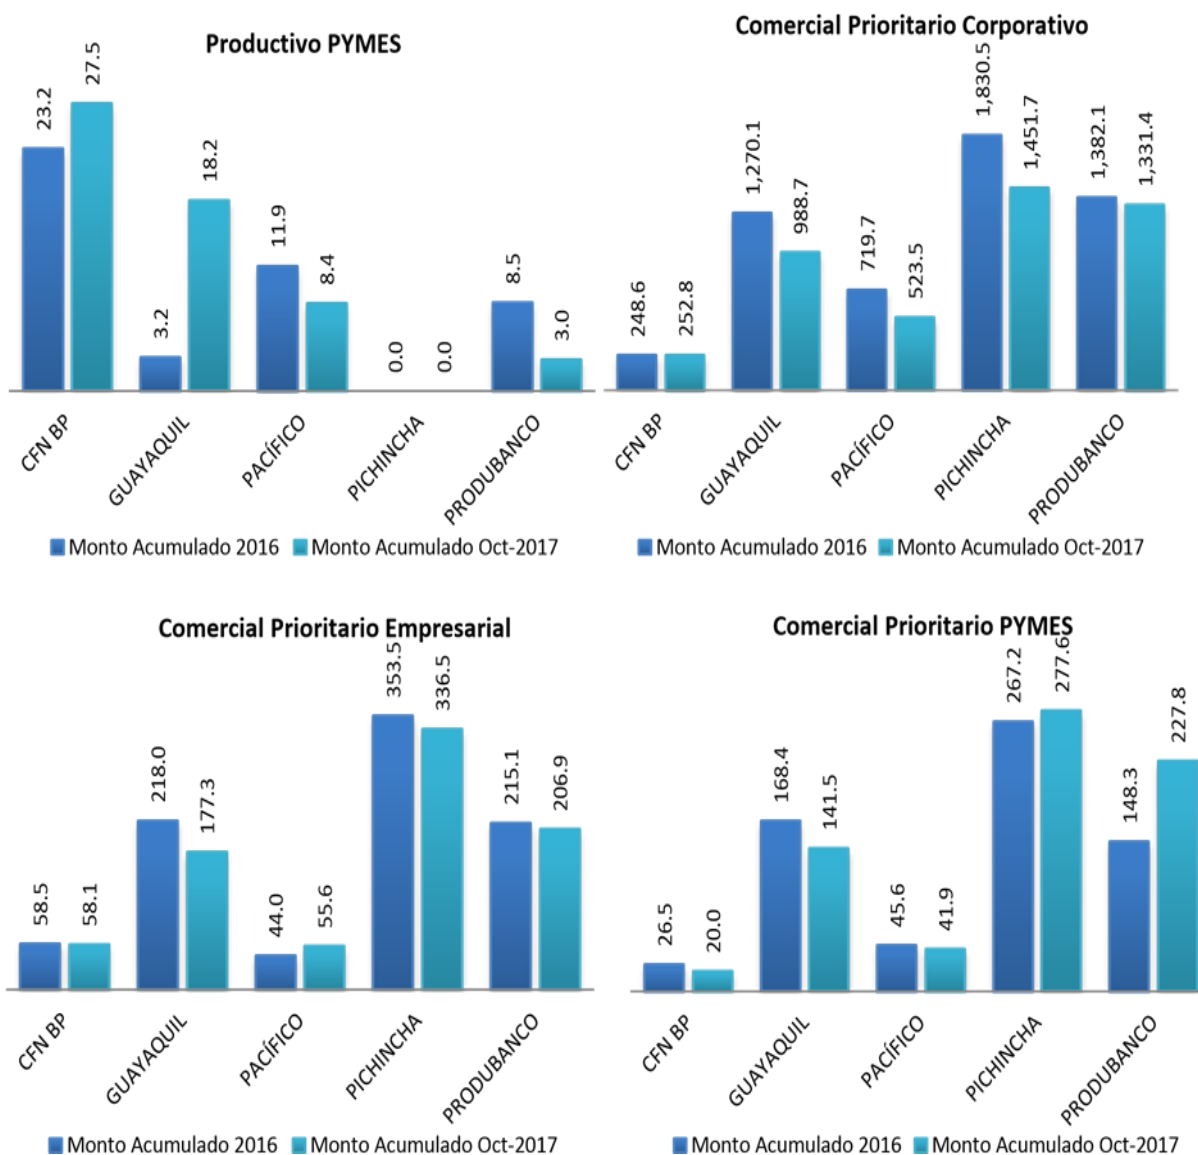 Productivo PYMES
23.2
27.5
3.2
18.2
11.9
8.4
0.0
0.0
8.5
3.0
CFN BP
GUAYAQUIL
PACÍFICO
PICHINCHA
PRODUBANCO
Monto Acumulado 2016 Monto Acumulado Oct-2017
Comercial Prioritario Corporativo
248.6
252.8
1,270.1
988.7
719.7
523.5
1,830.5
1,451.7
1,382.1
1,331.4
CFN BP
GUAYAQUIL
PACÍFICO
PICHINCHA
PRODUBANCO
Monto Acumulado 2016 Monto Acumulado Oct-2017
Comercial Prioritario Empresarial
58.5
58.1
218.0
177.3
44.0
55.6
353.5
336.5
215.1
206.9
CFN BP
GUAYAQUIL
PACÍFICO
PICHINCHA
PRODUBANCO
Monto Acumulado 2016 Monto Acumulado Oct-2017
Comercial Prioritario PYMES
26.5
20.0
168.4
141.5
45.6
41.9
267.2
277.6
148.3
227.8
CFN BP
GUAYAQUIL
PACÍFICO
PICHINCHA
PRODUBANCO
Monto Acumulado 2016 Monto Acumulado Oct-2017